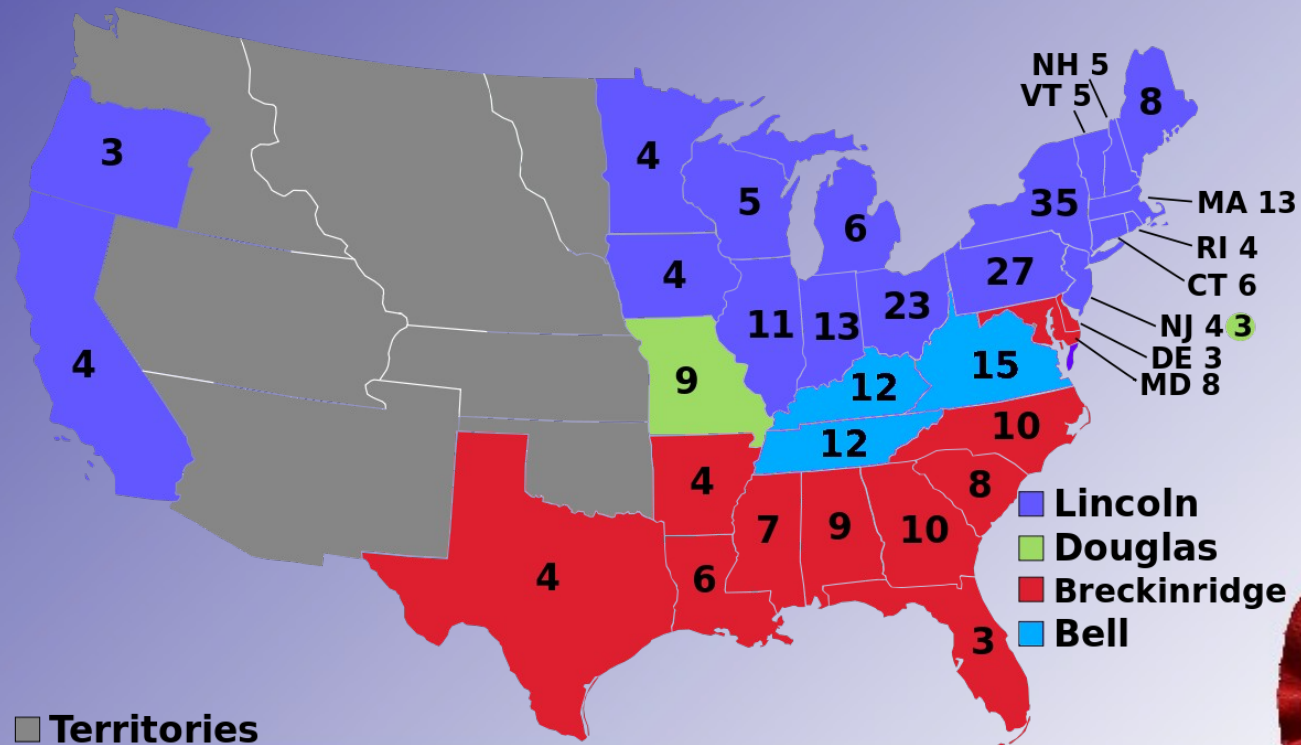 NH 5
VT 5
8
3
4
5
6
35
MA 13
RI 4
CT 6
4
27
11
13
23
NJ 4 3
DE 3
MD 8
4
9
12
15
12
10
4
7
9
10
8
4
6
3
Lincoln
Douglas
Breckinridge
Bell
Territories